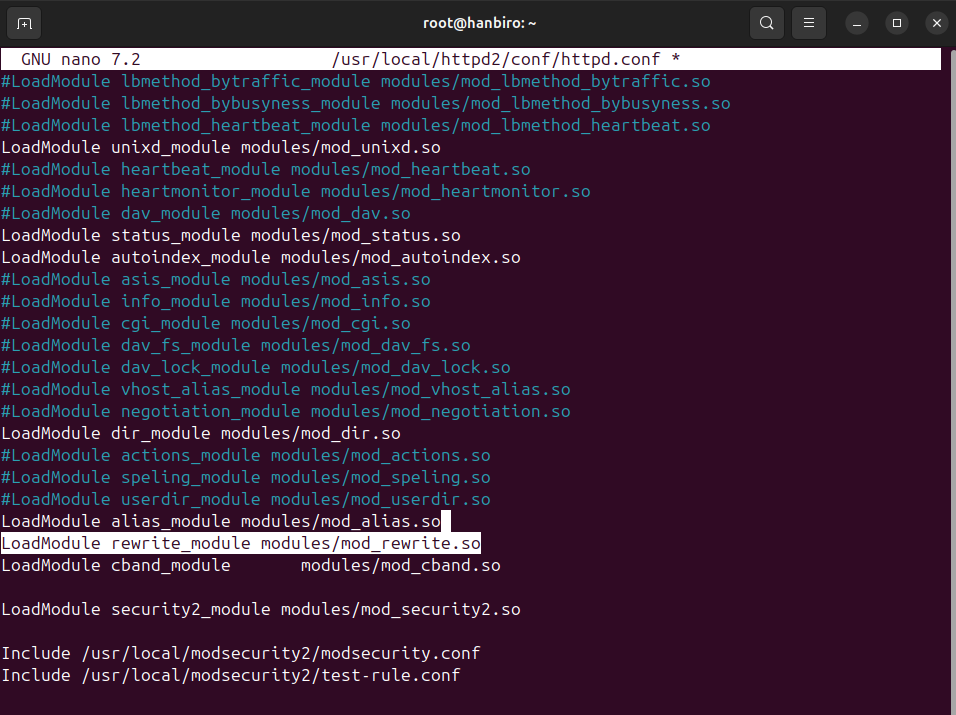 root@hanbiro: ~
GNU nano 7.2 /usr/local/httpd2/conf/httpd.conf *
#LoadModule lbmethod_bytraffic_module modules/mod_lbmethod_bytraffic.so
#LoadModule lbmethod_bybusyness_module modules/mod_lbmethod_bybusyness.so
#LoadModule lbmethod_heartbeat_module modules/mod_lbmethod_heartbeat.so
LoadModule unixd_module modules/mod_unixd.so
#LoadModule heartbeat_module modules/mod_heartbeat.so
#LoadModule heartmonitor_module modules/mod_heartmonitor.so
#LoadModule dav_module modules/mod_dav.so
LoadModule status_module modules/mod_status.so
LoadModule autoindex_module modules/mod_autoindex.so
#LoadModule asis_module modules/mod_asis.so
#LoadModule info_module modules/mod_info.so
#LoadModule cgi_module modules/mod_cgi.so
#LoadModule dav_fs_module modules/mod_dav_fs.so
#LoadModule dav_lock_module modules/mod_dav_lock.so
#LoadModule vhost_alias_module modules/mod_vhost_alias.so
#LoadModule negotiation_module modules/mod_negotiation.so
LoadModule dir_module modules/mod_dir.so
#LoadModule actions_module modules/mod_actions.so
#LoadModule speling_module modules/mod_speling.so
#LoadModule userdir_module modules/mod_userdir.so
LoadModule alias_module modules/mod_alias.so
LoadModule rewrite_module modules/mod_rewrite.so
LoadModule cband_module       modules/mod_cband.so
LoadModule security2_module modules/mod_security2.so
Include /usr/local/modsecurity2/modsecurity.conf
Include /usr/local/modsecurity2/test-rule.conf